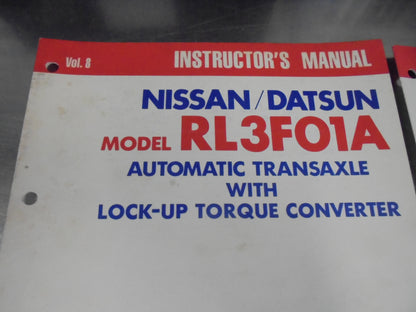 Vol. 8 INSTRUCTOR'S MANUAL
NISSAN/DATSUN
MODEL RL3F01A
AUTOMATIC TRANSAXLE
WITH
LOCK-UP TORQUE CONVERTER